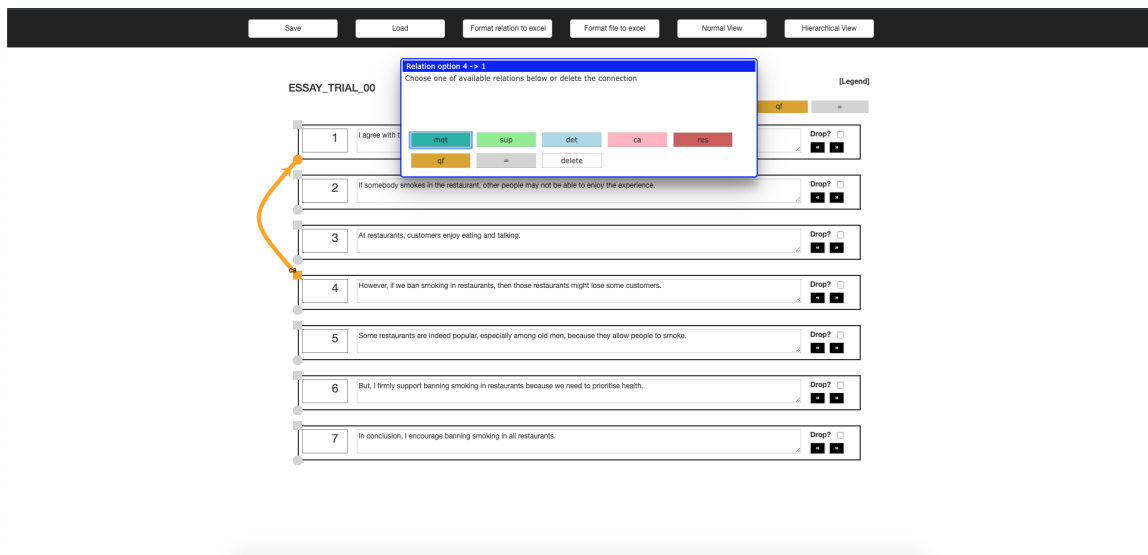 Save Load Format relation to excel Format file to excel Normal View Hierarchical View
Relation option 4 -> 1
Choose one of available relations below or delete the connection
met sup det ca res
qf = delete
ESSAY_TRIAL_00
[Legend]
qf =
1 I agree with t Drop?
« »
2 If somebody smokes in the restaurant, other people may not be able to enjoy the experience. Drop?
« »
3 At restaurants, customers enjoy eating and talking. Drop?
« »
ca
4 However, if we ban smoking in restaurants, then those restaurants might lose some customers. Drop?
« »
5 Some restaurants are indeed popular, especially among old men, because they allow people to smoke. Drop?
« »
6 But, I firmly support banning smoking in restaurants because we need to prioritise health. Drop?
« »
7 In conclusion, I encourage banning smoking in all restaurants. Drop?
« »